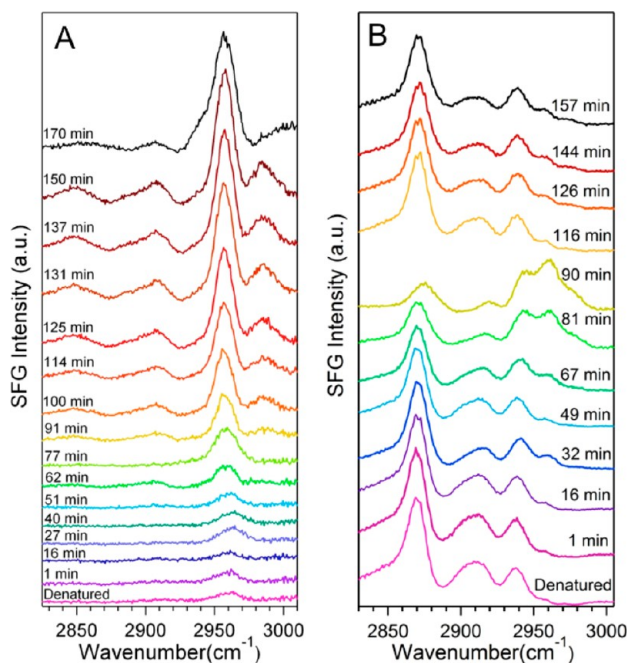 A
170 min
150 min
137 min
131 min
125 min
114 min
100 min
91 min
77 min
62 min
51 min
40 min
27 min
16 min
1 min
Denatured
SFG Intensity (a.u.)
2850
2900
2950
3000
Wavenumber(cm⁻¹)
B
157 min
144 min
126 min
116 min
90 min
81 min
67 min
49 min
32 min
16 min
1 min
Denatured
SFG Intensity (a.u.)
2850
2900
2950
3000
Wavenumber(cm⁻¹)